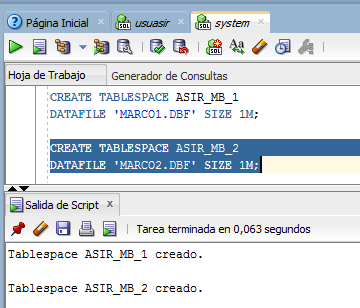 Página Inicial
usuasir
system
Hoja de Trabajo
Generador de Consultas
CREATE TABLESPACE ASIR_MB_1
DATAFILE 'MARCO1.DBF' SIZE 1M;
CREATE TABLESPACE ASIR_MB_2
DATAFILE 'MARCO2.DBF' SIZE 1M;
Salida de Script
Tarea terminada en 0,063 segundos
Tablespace ASIR_MB_1 creado.
Tablespace ASIR_MB_2 creado.